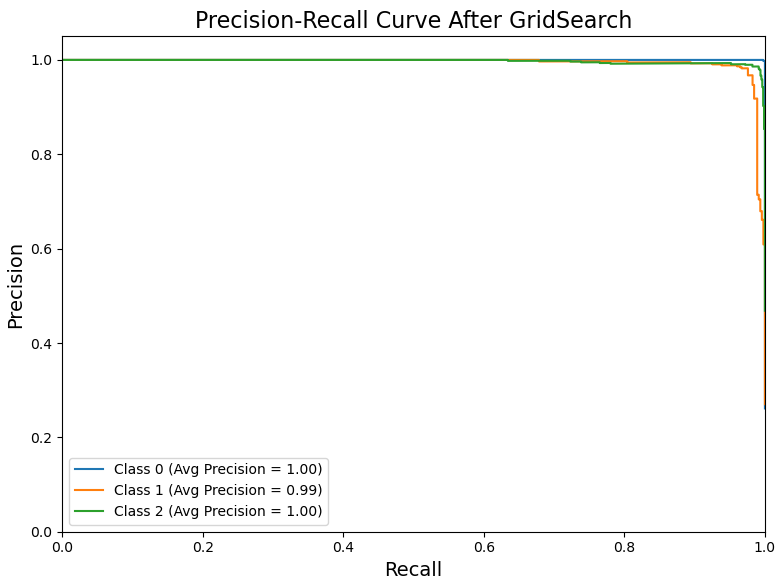 Precision-Recall Curve After GridSearch
Precision
1.0
0.8
0.6
0.4
0.2
0.0
Class 0 (Avg Precision = 1.00)
Class 1 (Avg Precision = 0.99)
Class 2 (Avg Precision = 1.00)
0.0 0.2 0.4 0.6 0.8 1.0
Recall